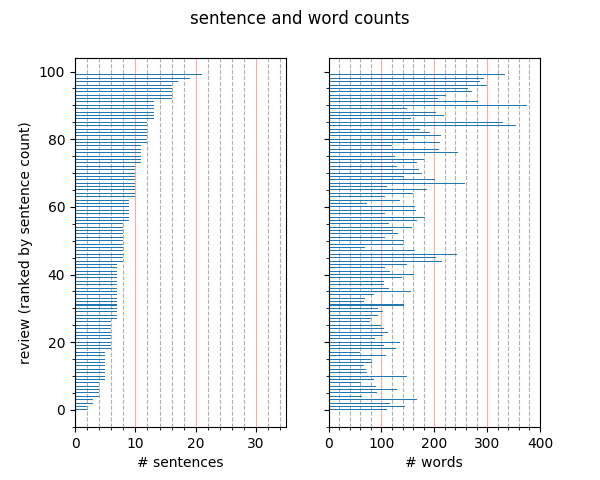 sentence and word counts
review (ranked by sentence count)
100
80
60
40
20
0
0 10 20 30
# sentences
0 100 200 300 400
# words